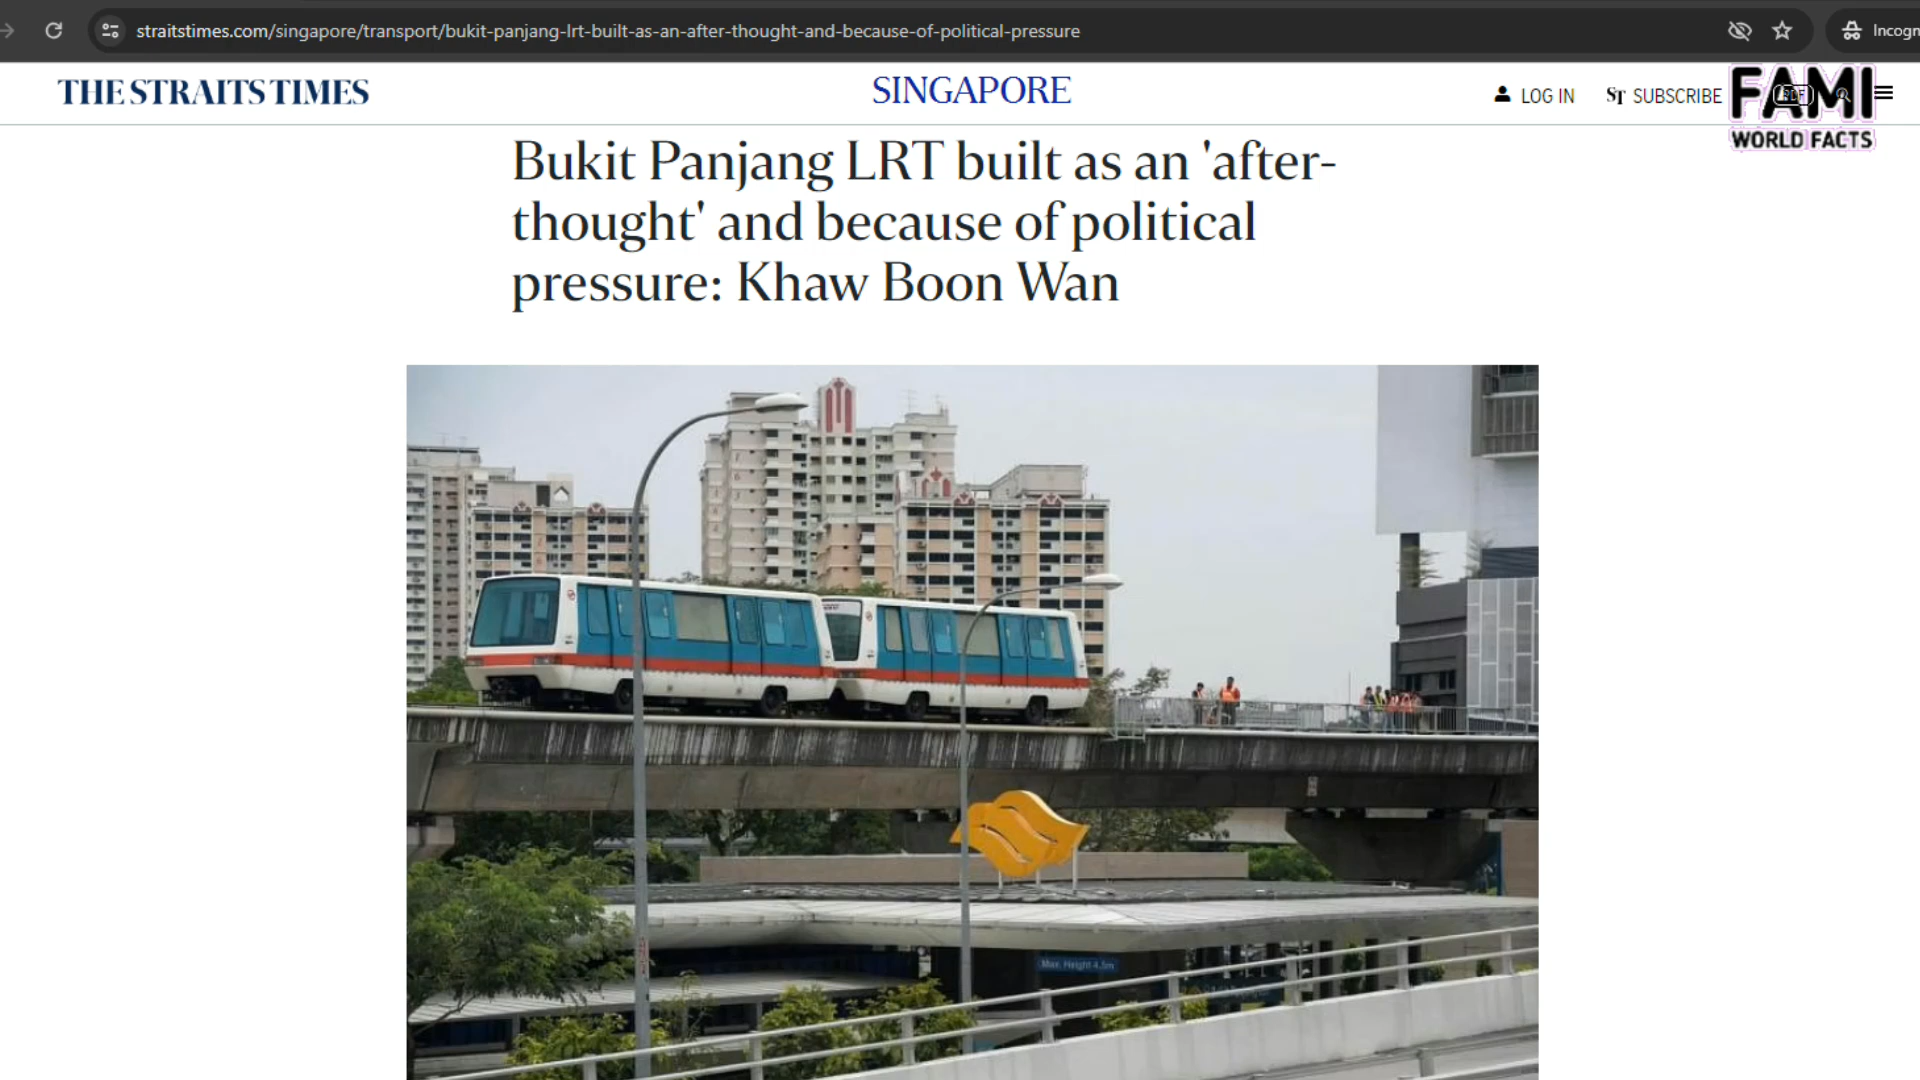 straitstimes.com/singapore/transport/bukit-panjang-lrt-built-as-an-after-thought-and-because-of-political-pressure
Incogn
THE STRAITS TIMES
SINGAPORE
LOG IN
ST SUBSCRIBE
FAMI
WORLD FACTS
Bukit Panjang LRT built as an 'after-
thought' and because of political
pressure: Khaw Boon Wan
Max. Height 4.5m